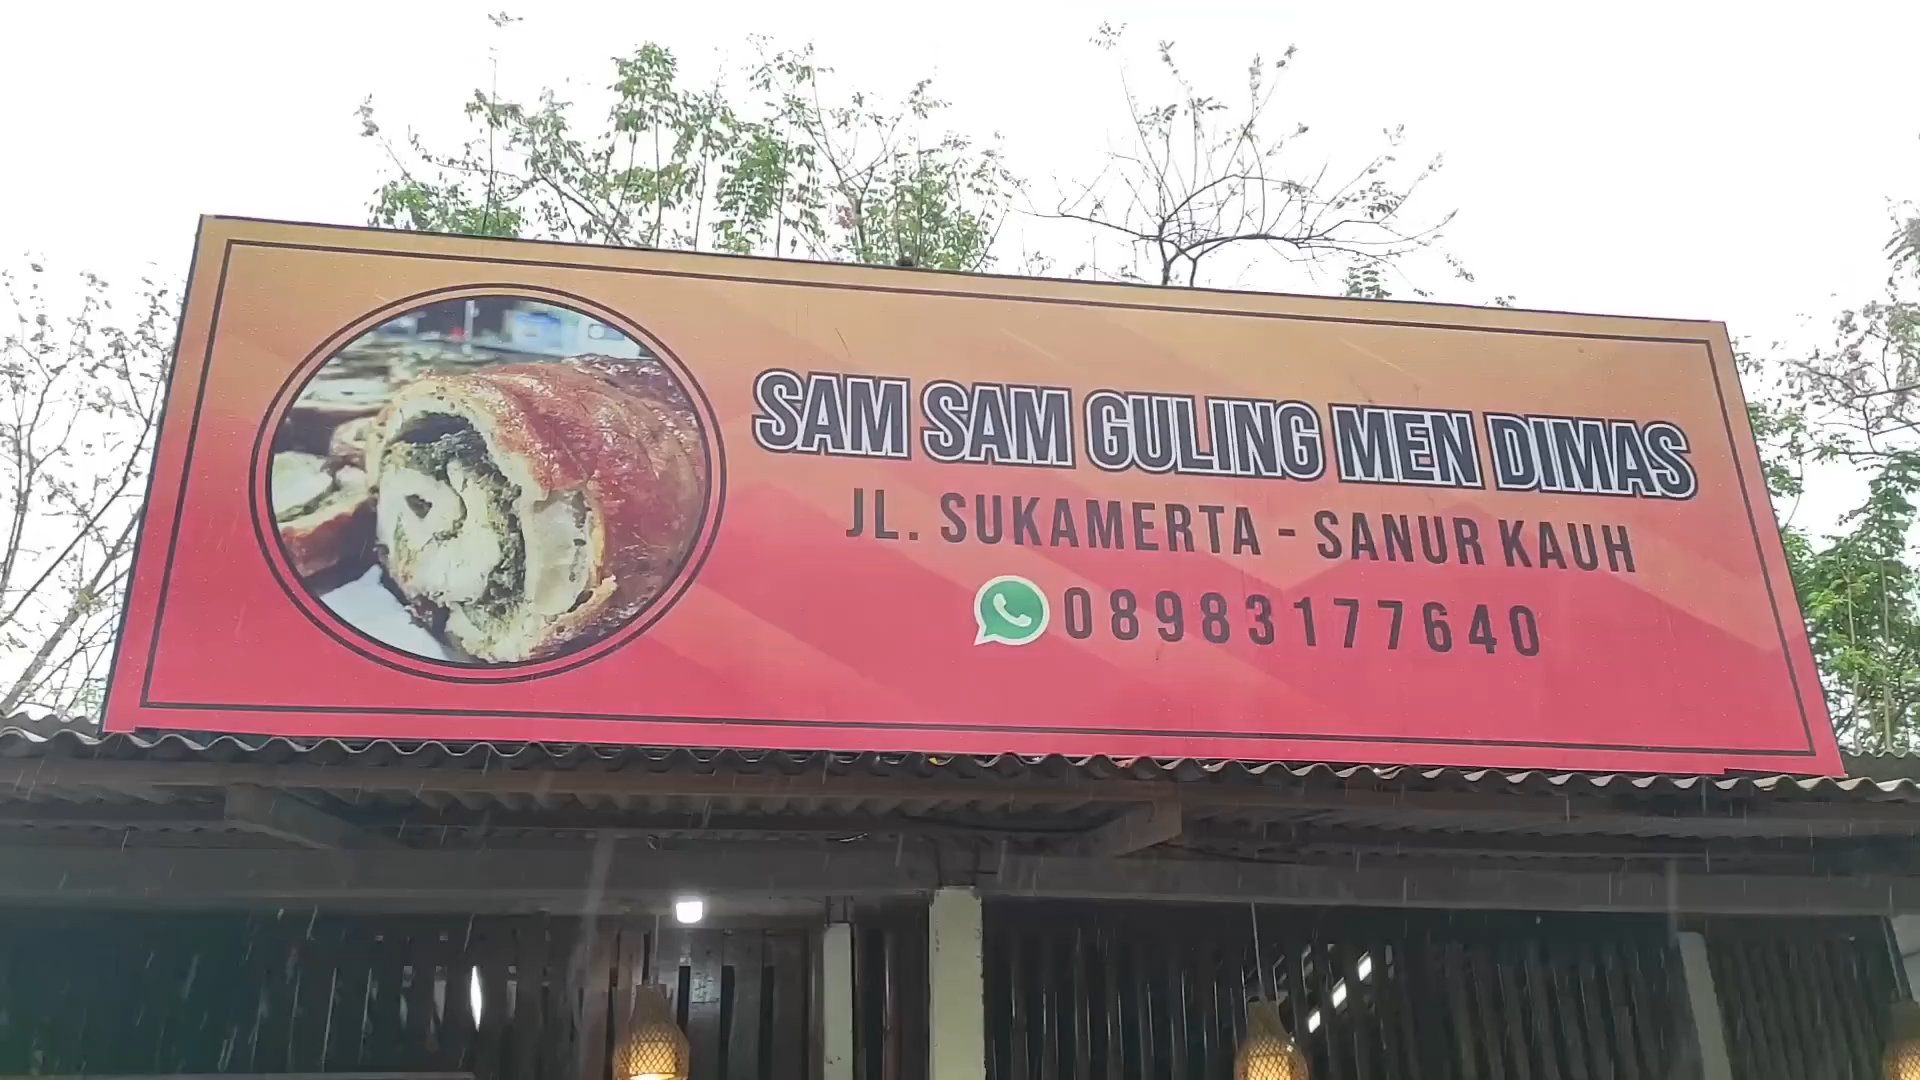 SAM SAM GULING MEN DIMAS
JL. SUKAMERTA - SANUR KAUH
08983177640